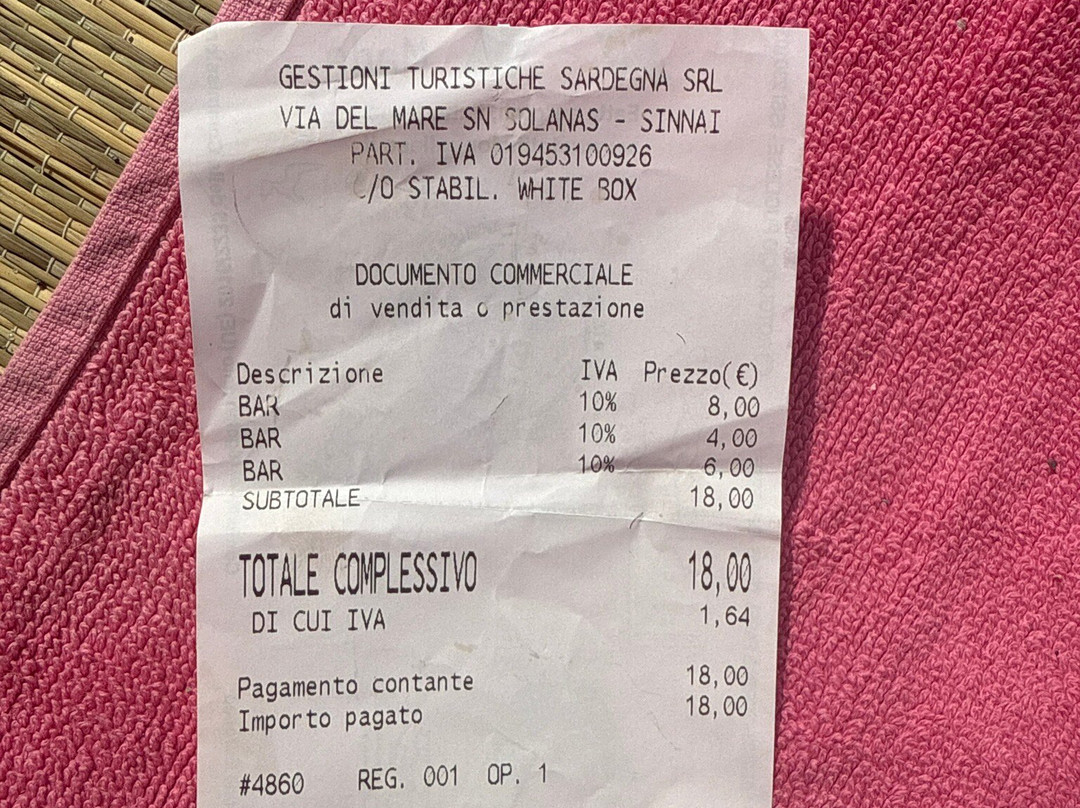 GESTIONI TURISTICHE SARDEGNA SRL
VIA DEL MARE SN SOLANAS - SINNAI
PART. IVA 019453100926
C/O STABIL. WHITE BOX
DOCUMENTO COMMERCIALE
di vendita o prestazione
Descrizione IVA Prezzo(€)
BAR 10% 8,00
BAR 10% 4,00
BAR 10% 6,00
SUBTOTALE 18,00
TOTALE COMPLESSIVO 18,00
DI CUI IVA 1,64
Pagamento contante 18,00
Importo pagato 18,00
#4860 REG. 001 OP. 1